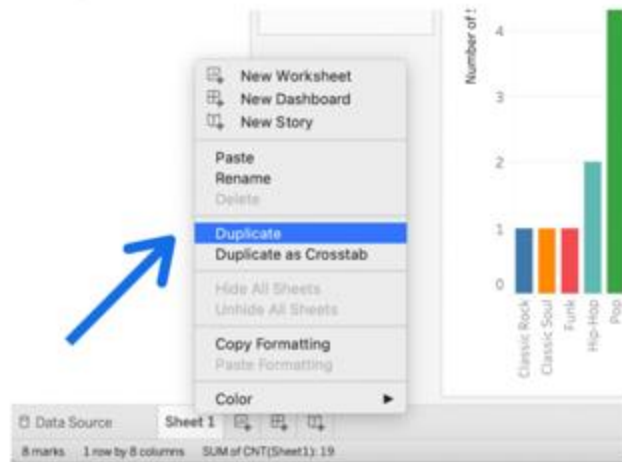 New Worksheet
New Dashboard
New Story
Paste
Rename
Delete
Duplicate
Duplicate as Crosstab
Hide All Sheets
Unhide All Sheets
Copy Formatting
Paste Formatting
Color
Number of
4
3
2
1
0
Classic Rock
Classic Soul
Funk
Hip-Hop
Pop
Data Source
Sheet 1
8 marks 1 row by 8 columns SUM of CNT(Sheet1): 19